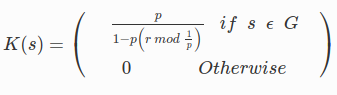 K(s) = ( p / (1−p(r mod 1/p))  if s ϵ G
0  Otherwise )